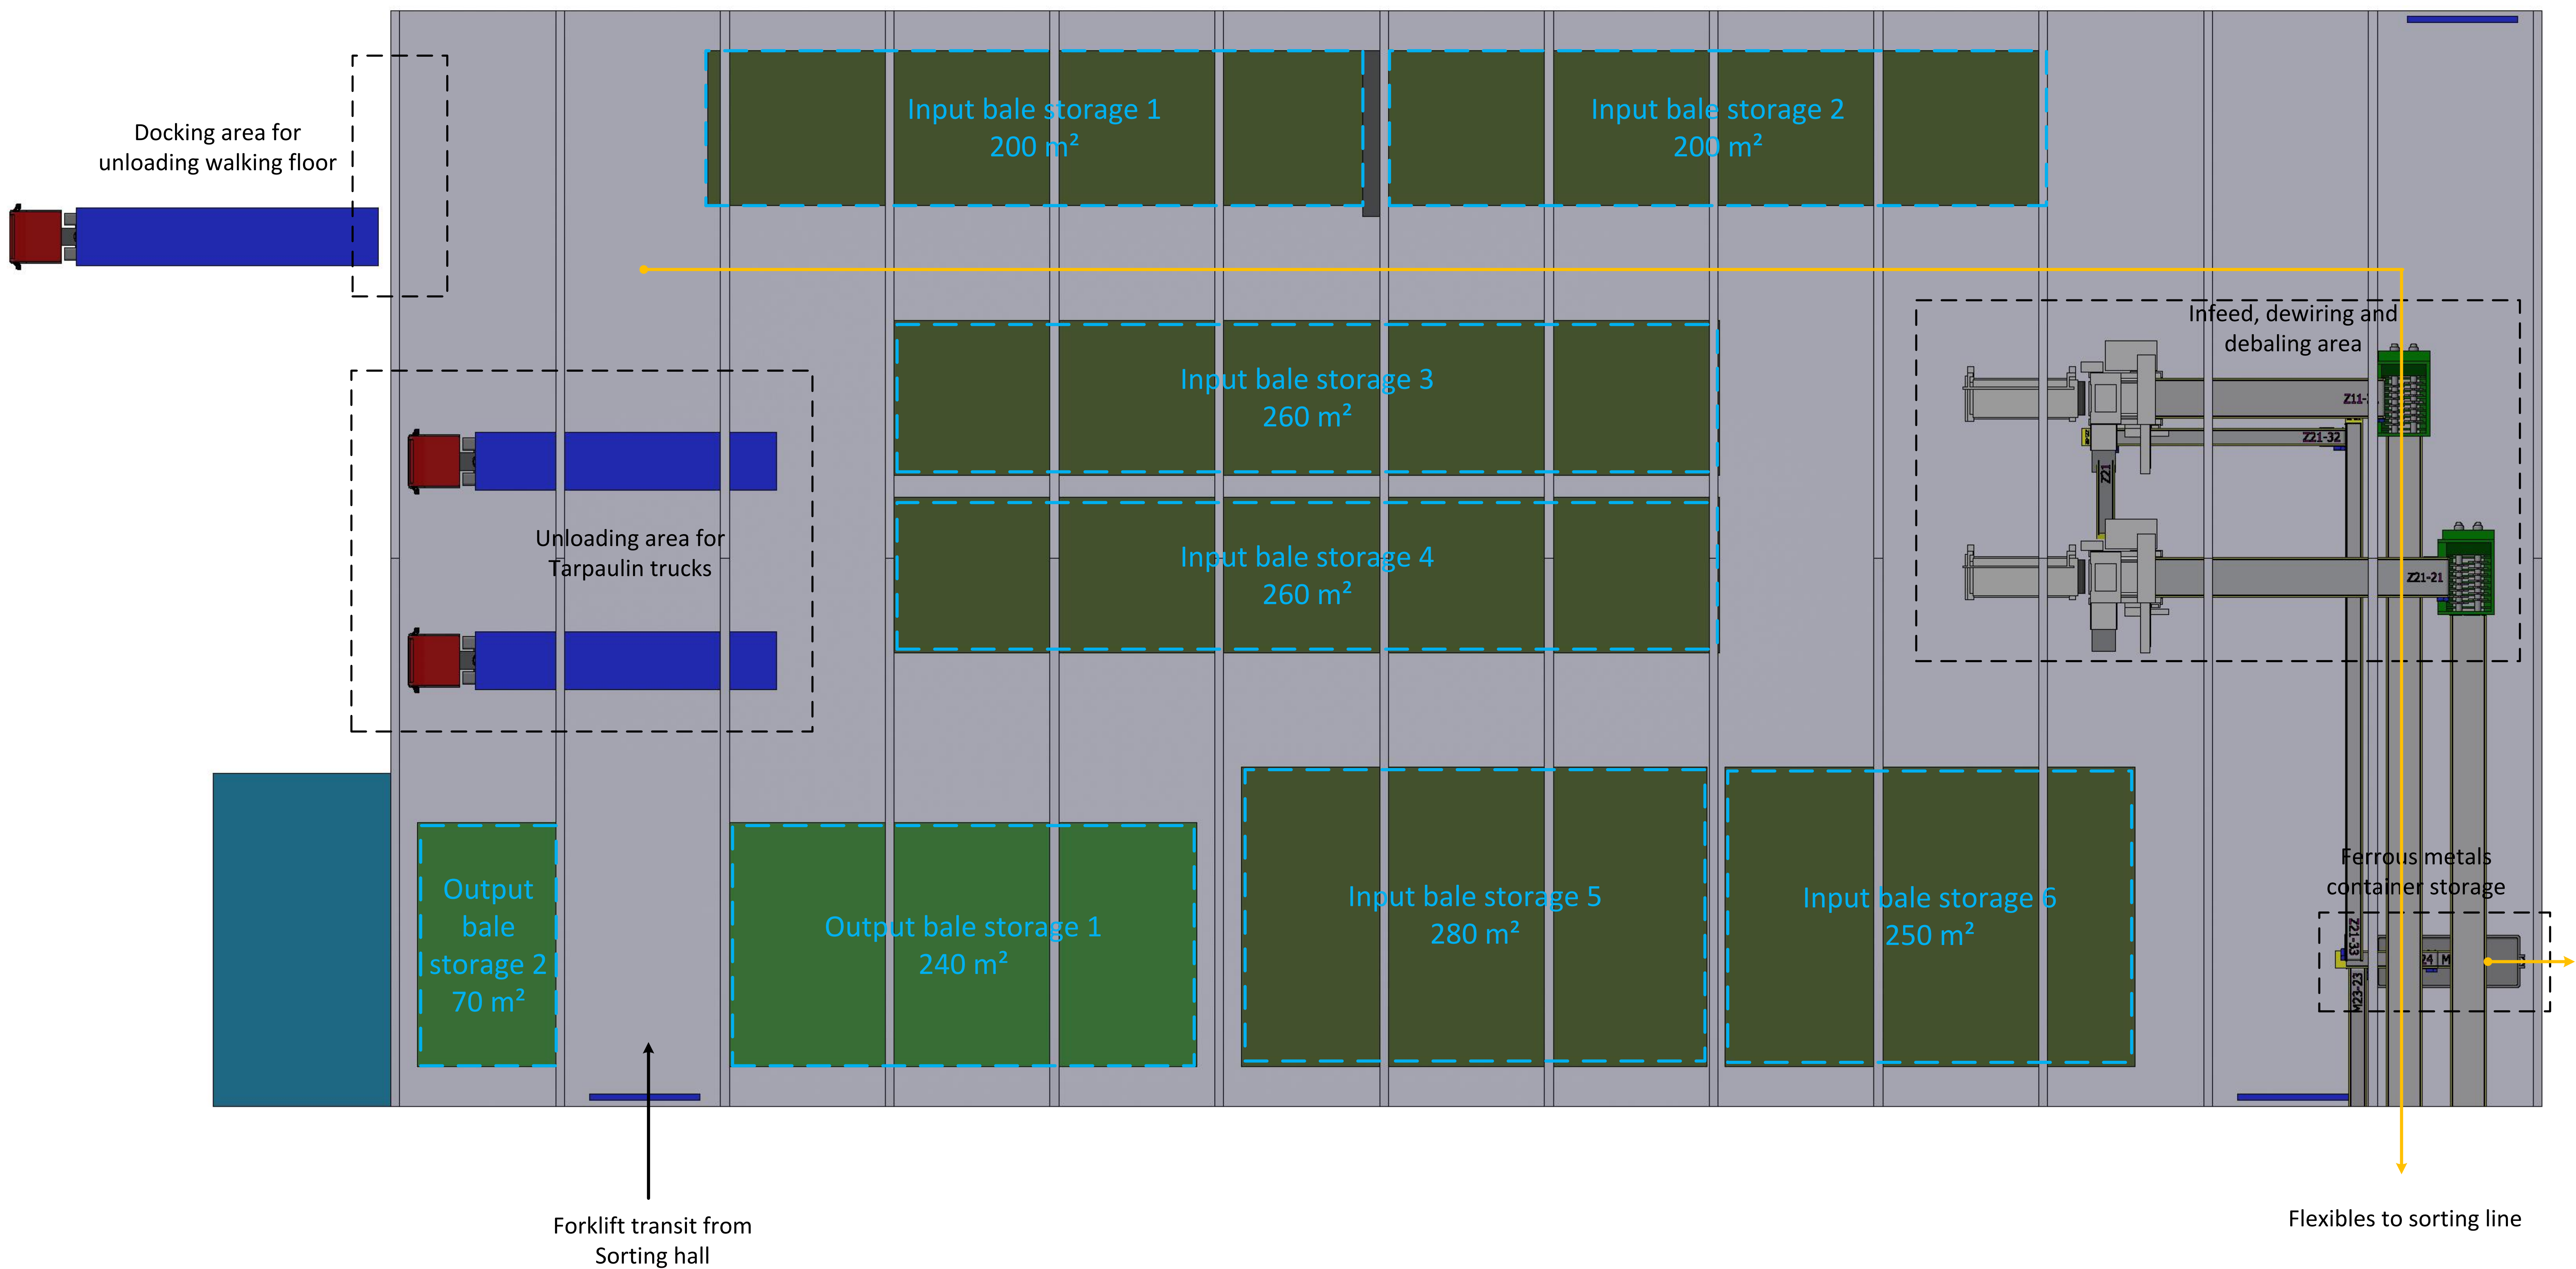 Input bale storage 1
200 m²
Input bale storage 2
200 m²
Docking area for
unloading walking floor
Infeed, dewiring and
debaling area
Input bale storage 3
260 m²
Z21-32
Z21
Unloading area for
Tarpaulin trucks
Input bale storage 4
260 m²
Z21-21
Ferrous metals
container storage
Output
bale
storage 2
70 m²
Output bale storage 1
240 m²
Input bale storage 5
280 m²
Input bale storage 6
250 m²
Z21-33
M23-23
Forklift transit from
Sorting hall
Flexibles to sorting line